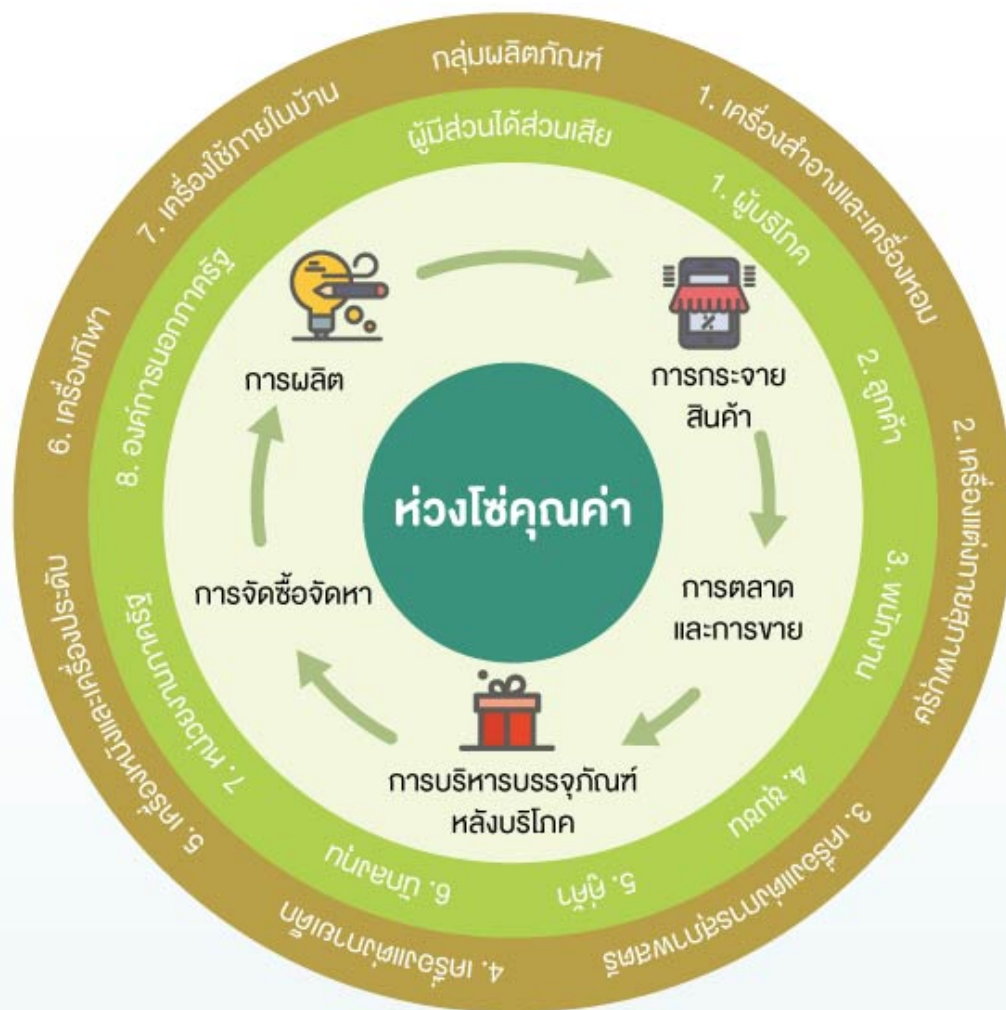 กลุ่มผลิตภัณฑ์
1. เครื่องสำอางและเครื่องหอม
2. เครื่องแต่งกายสุภาพบุรุษ
3. เครื่องแต่งการสุภาพสตรี
4. เครื่องแต่งกายเด็ก
5. เครื่องหนังและเครื่องประดับ
6. เครื่องกีฬา
7. เครื่องใช้ภายในบ้าน
ผู้มีส่วนได้ส่วนเสีย
1. ผู้บริโภค
2. ลูกค้า
3. พนักงาน
4. ชุมชน
5. คู่ค้า
6. นักลงทุน
7. หน่วยงานภาครัฐ
8. องค์การนอกภาครัฐ
การผลิต
การกระจาย
สินค้า
การตลาด
และการขาย
การบริหารบรรจุภัณฑ์
หลังบริโภค
การจัดซื้อจัดหา
ห่วงโซ่คุณค่า